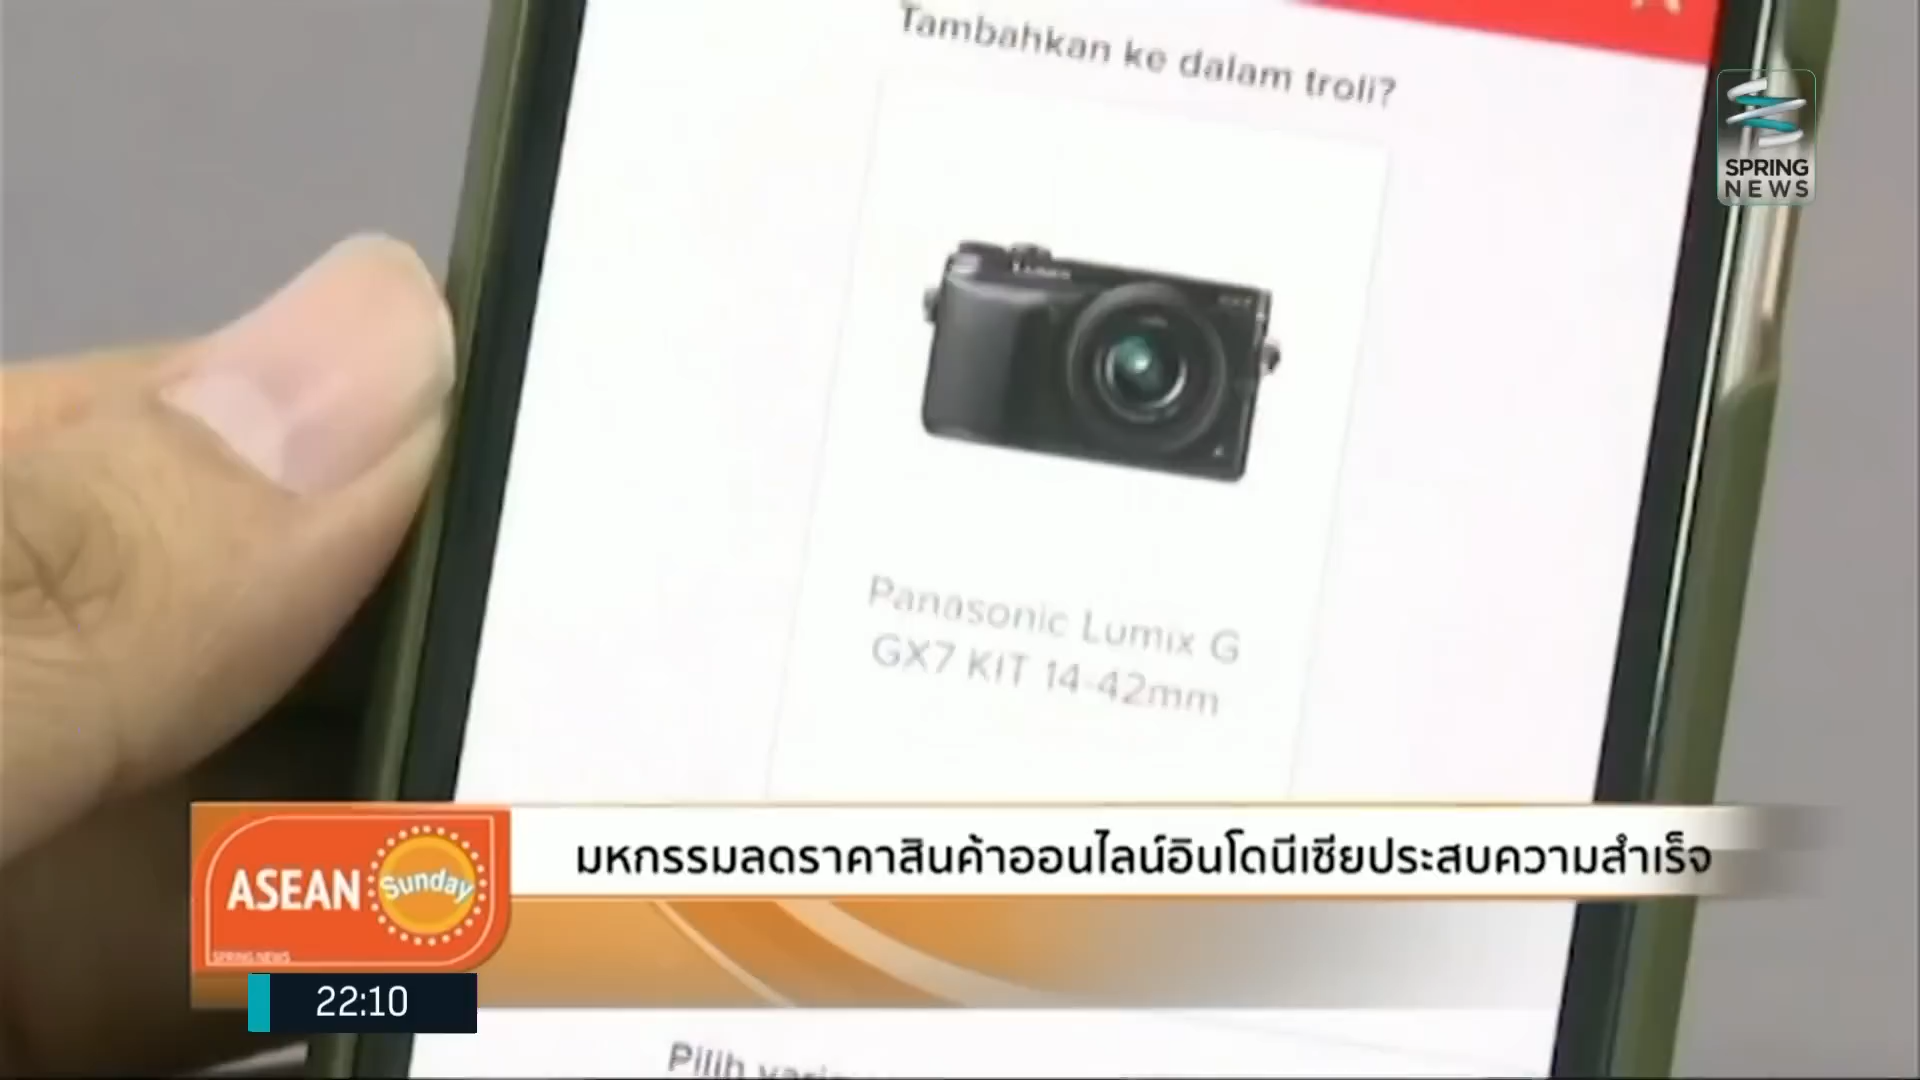 Tambahkan ke dalam troli?
SPRING
NEWS
Panasonic Lumix G
GX7 KIT 14-42mm
มหกรรมลดราคาสินค้าออนไลน์อินโดนีเซียประสบความสำเร็จ
ASEAN Sunday
SPRING NEWS
22:10
Pilih